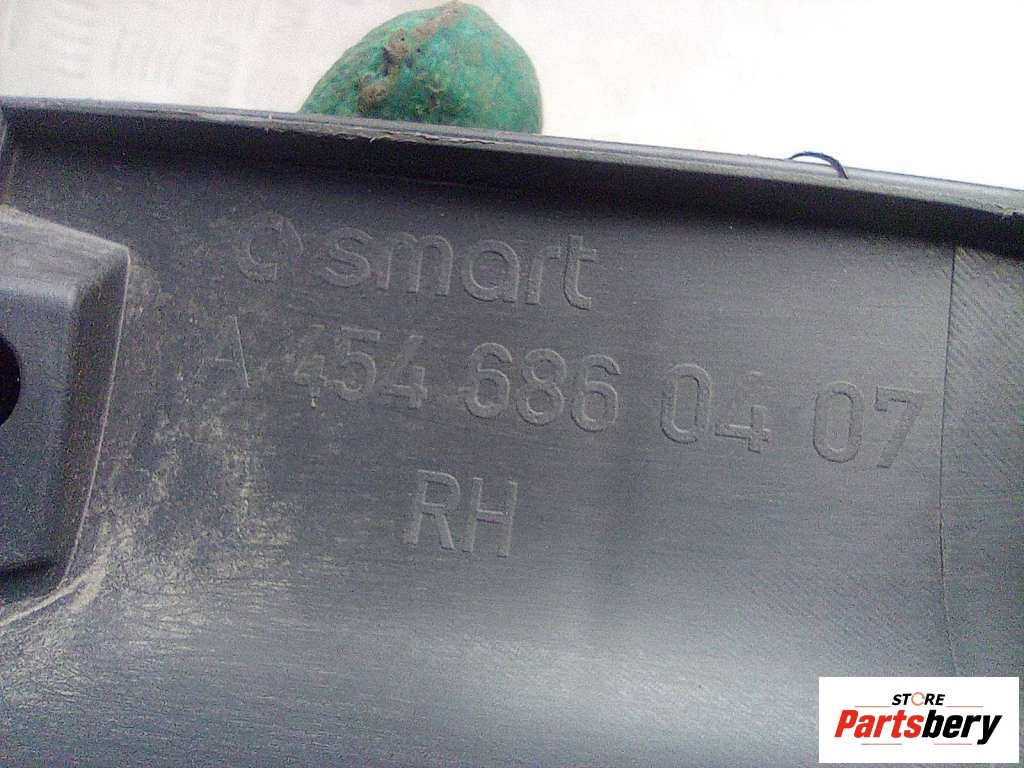 smart
A 454 686 04 07
RH
STORE
Partsbery